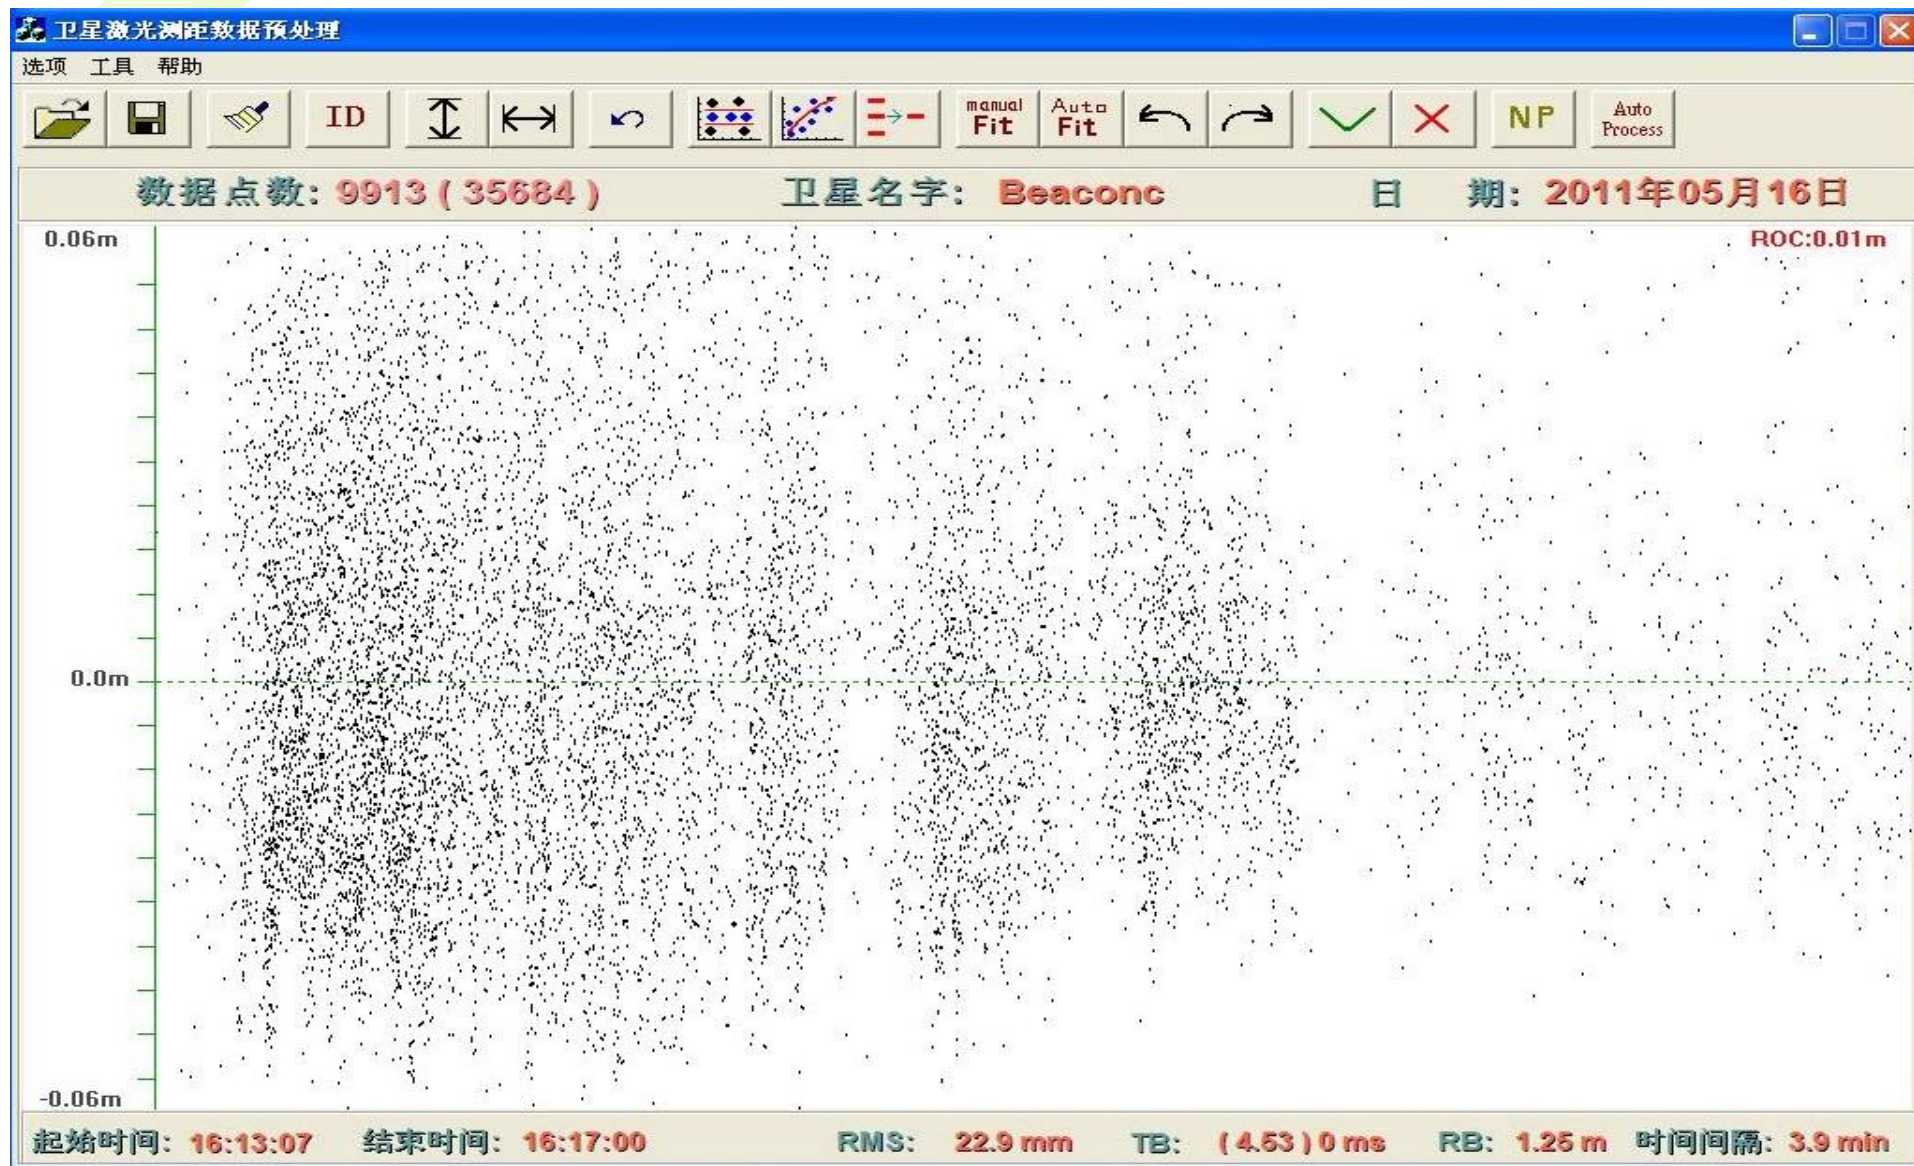 卫星激光测距数据预处理
选项 工具 帮助
ID manual Fit Auto Fit NP Auto Process
数据点数: 9913 ( 35684 ) 卫星名字: Beaconc 日 期: 2011年05月16日
0.06m ROC:0.01m
0.0m
-0.06m
起始时间: 16:13:07 结束时间: 16:17:00 RMS: 22.9 mm TB: ( 4.53 ) 0 ms RB: 1.25 m 时间间隔: 3.9 min